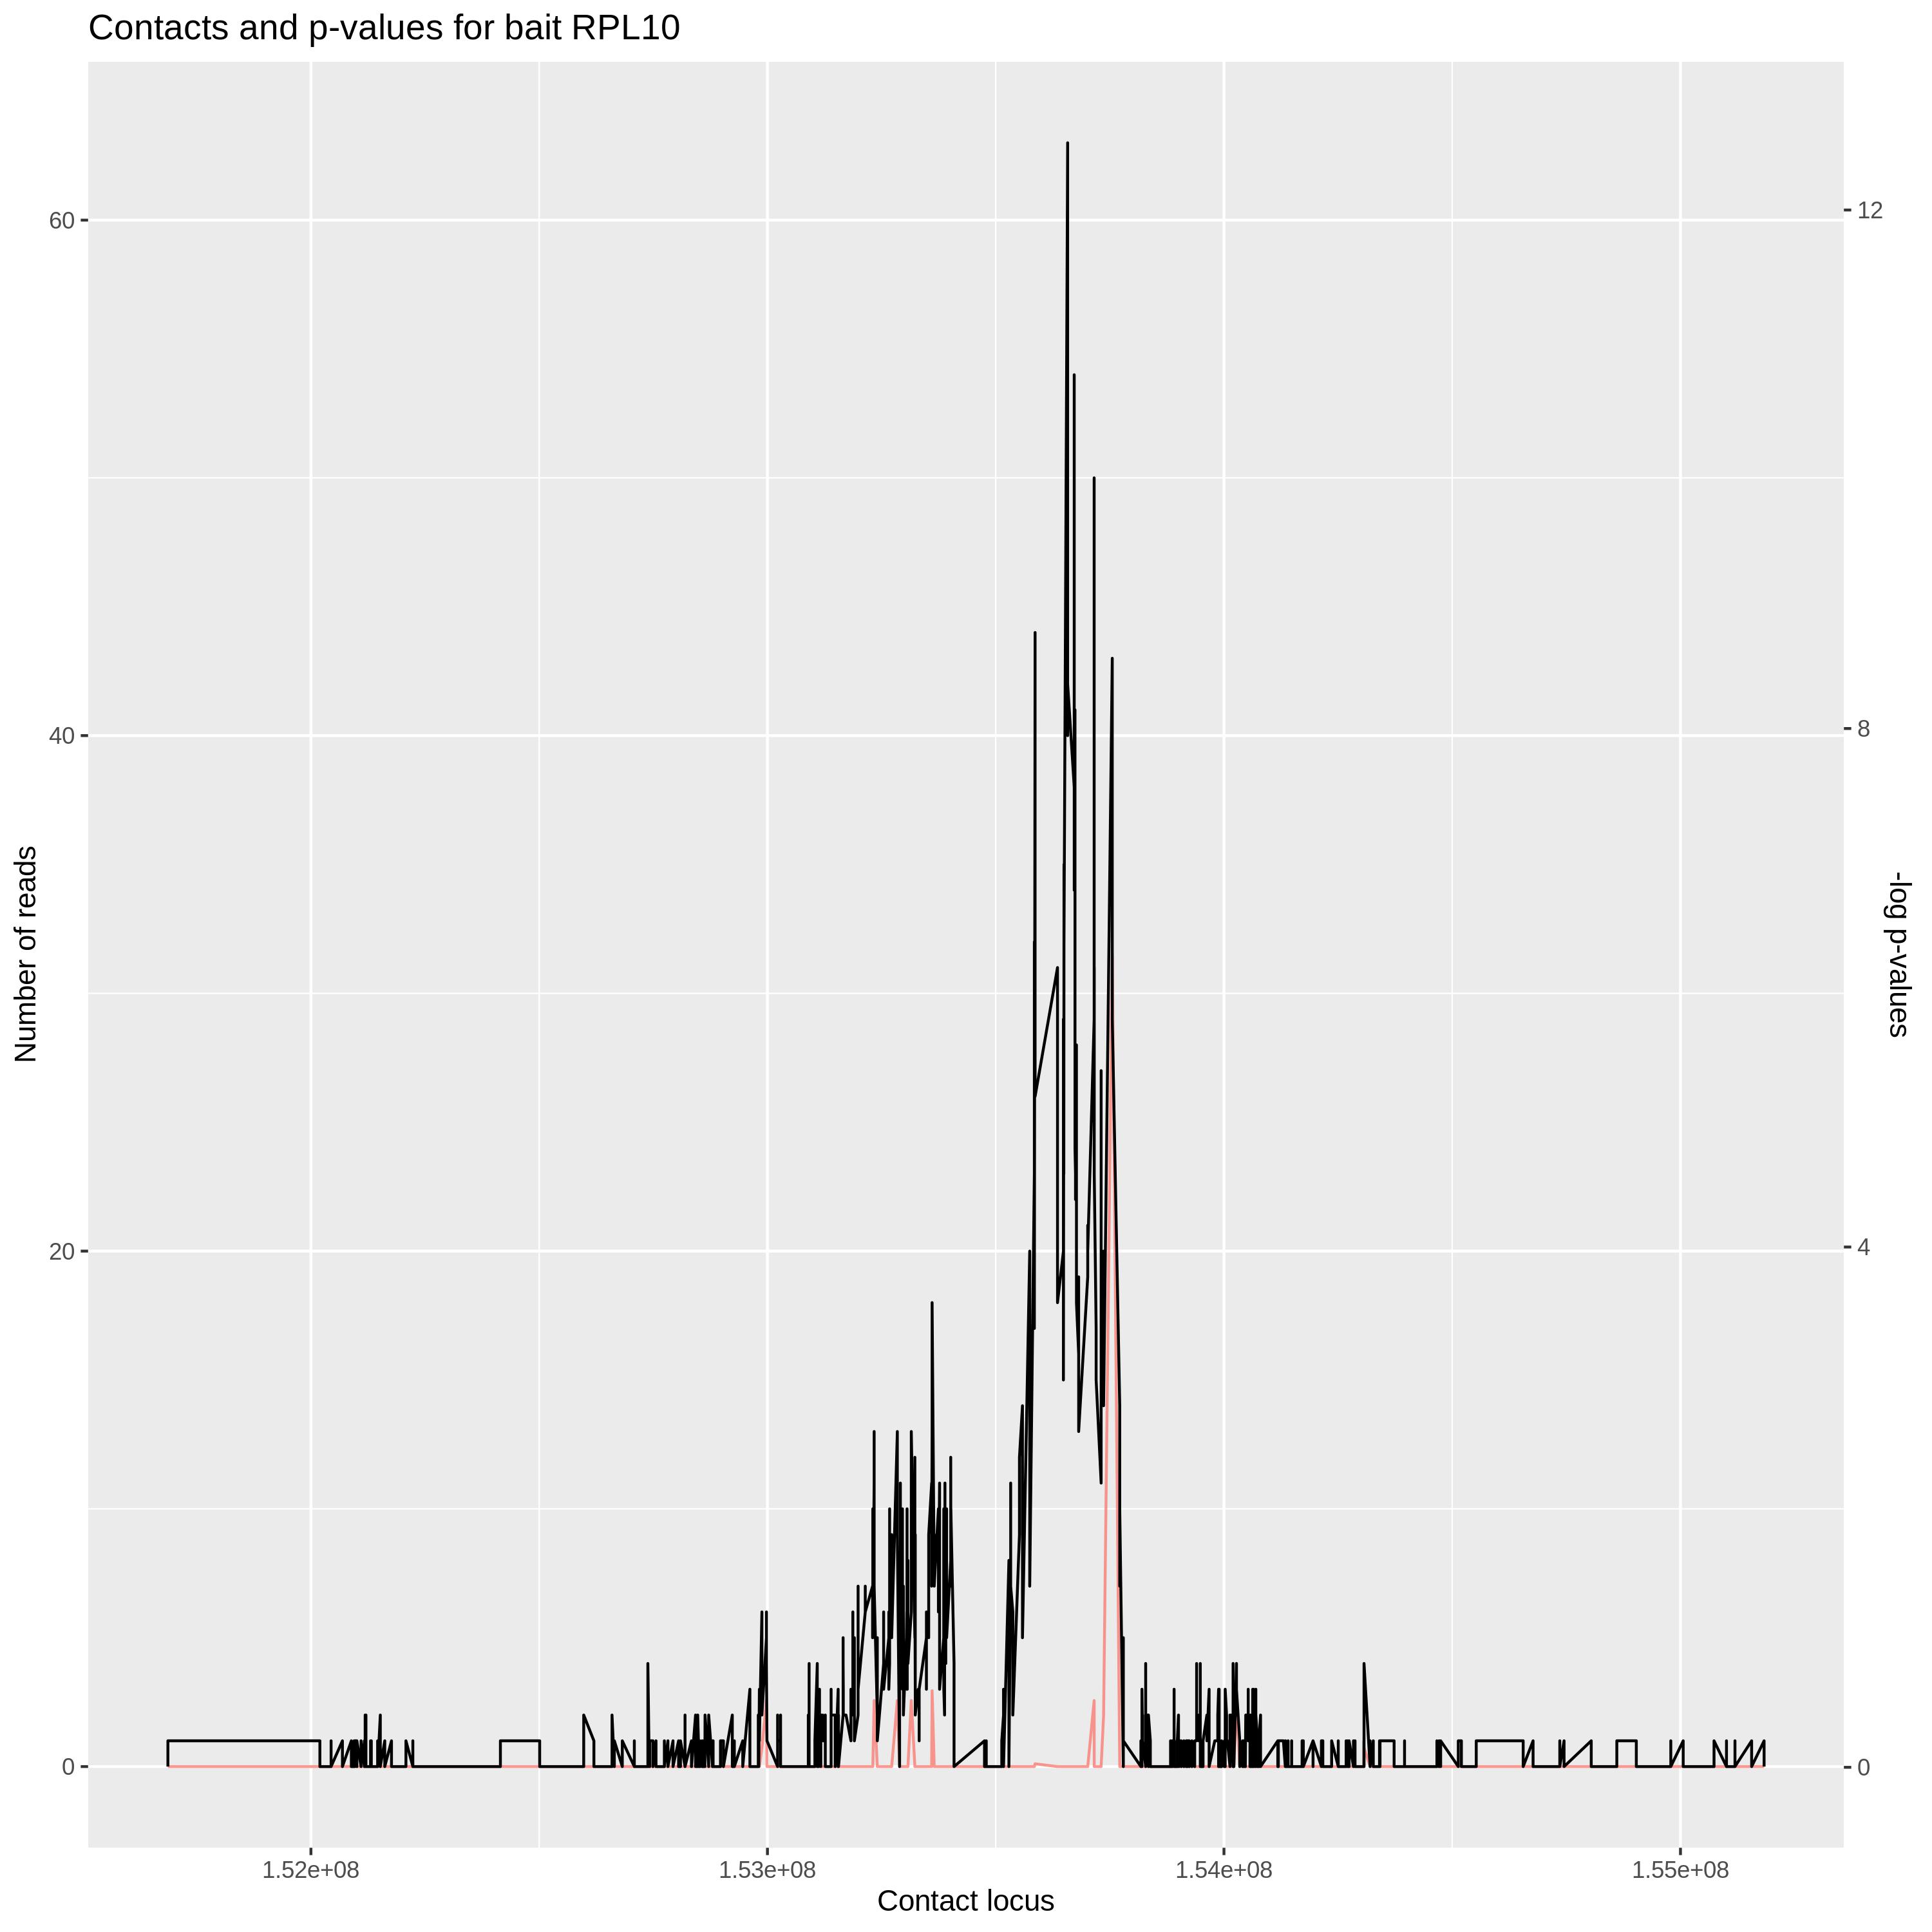 Contacts and p-values for bait RPL10
60
40
20
0
Number of reads
12
8
4
0
-log p-values
1.52e+08
1.53e+08
1.54e+08
1.55e+08
Contact locus